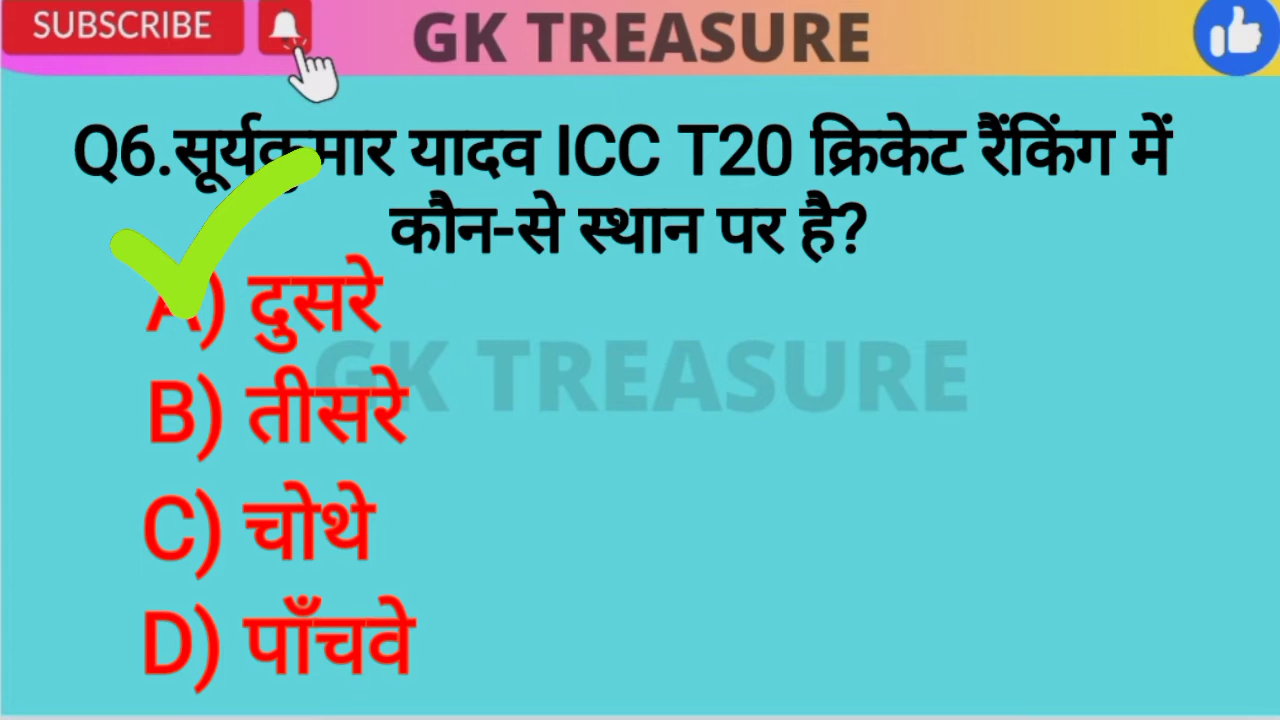 SUBSCRIBE
GK TREASURE
Q6.सूर्यकुमार यादव ICC T20 क्रिकेट रैंकिंग में
कौन-से स्थान पर है?
A) दुसरे
GK TREASURE
B) तीसरे
C) चोथे
D) पाँचवे